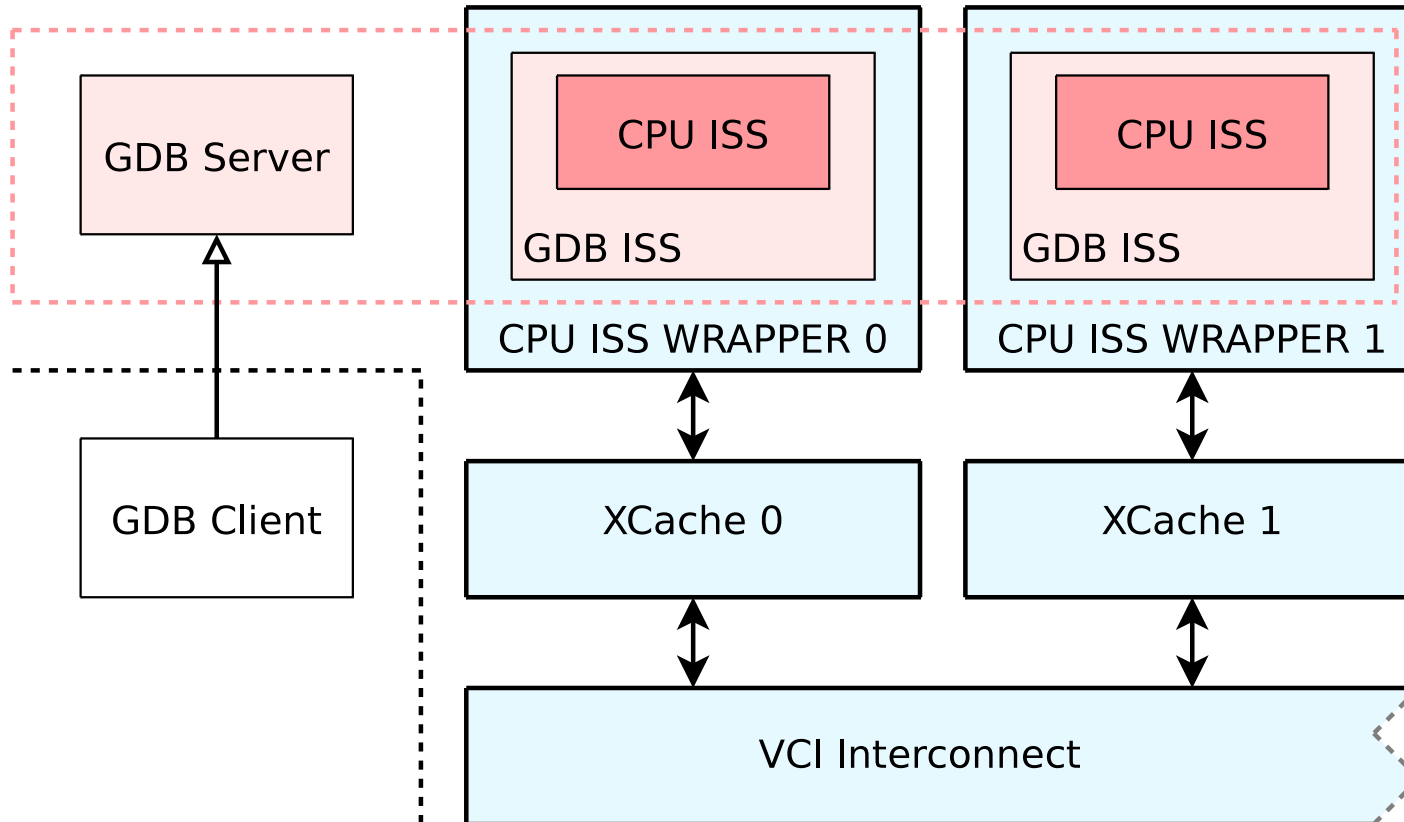 CPU ISS
CPU ISS
GDB Server
GDB ISS
GDB ISS
CPU ISS WRAPPER 0
CPU ISS WRAPPER 1
GDB Client
XCache 0
XCache 1
VCI Interconnect